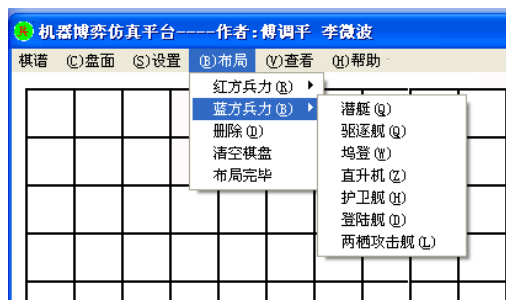 机器博弈仿真平台----作者:傅调平 李微波
棋谱 (C)盘面 (S)设置 (B)布局 (V)查看 (H)帮助
红方兵力(R)
蓝方兵力(B)
删除(D)
清空棋盘
布局完毕
潜艇(Q)
驱逐舰(Q)
坞登(W)
直升机(Z)
护卫舰(H)
登陆舰(D)
两栖攻击舰(L)